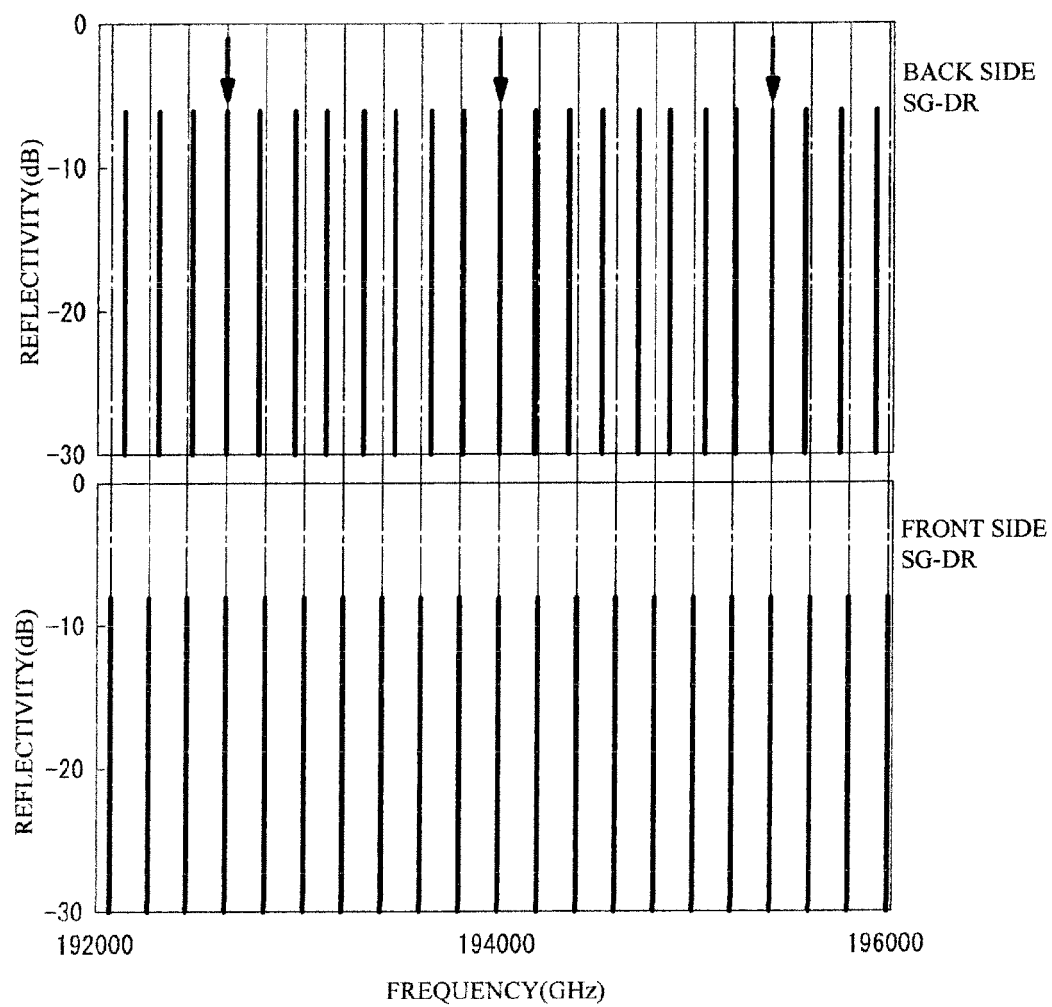 0
-10
-20
-30
REFLECTIVITY(dB)
BACK SIDE
SG-DR
0
-10
-20
-30
REFLECTIVITY(dB)
FRONT SIDE
SG-DR
192000
194000
196000
FREQUENCY(GHz)